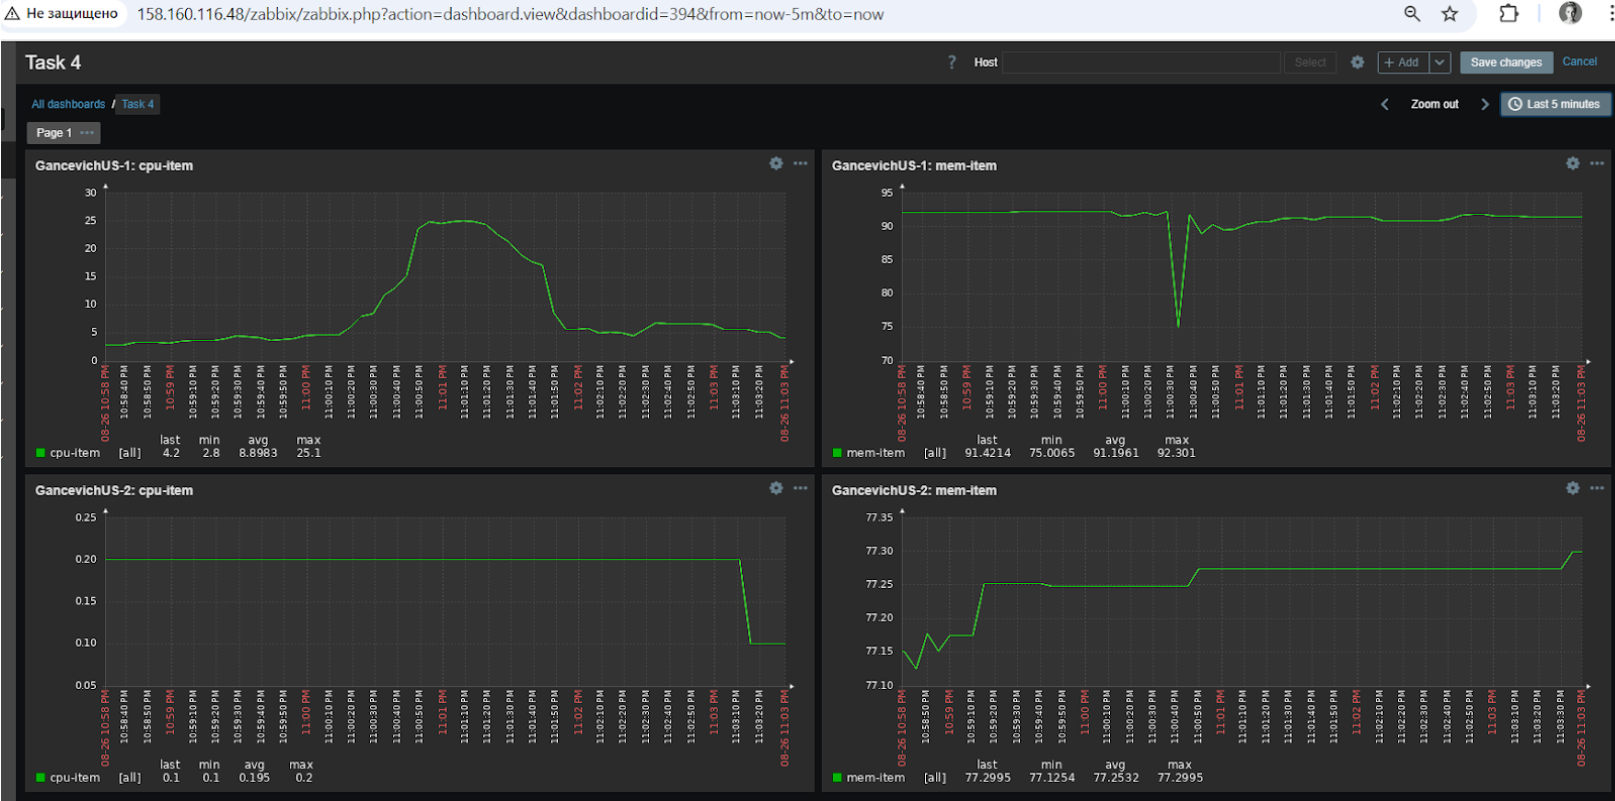 Не защищено 158.160.116.48/zabbix/zabbix.php?action=dashboard.view&dashboardid=394&from=now-5m&to=now
Task 4
? Host Select + Add Save changes Cancel
All dashboards / Task 4
Zoom out Last 5 minutes
Page 1
GancevichUS-1: cpu-item
30
25
20
15
10
5
0
08-26 10:58 PM 10:58:40 PM 10:58:50 PM 10:59 PM 10:59:10 PM 10:59:20 PM 10:59:30 PM 10:59:40 PM 10:59:50 PM 11:00 PM 11:00:10 PM 11:00:20 PM 11:00:30 PM 11:00:40 PM 11:00:50 PM 11:01 PM 11:01:10 PM 11:01:20 PM 11:01:30 PM 11:01:40 PM 11:01:50 PM 11:02 PM 11:02:10 PM 11:02:20 PM 11:02:30 PM 11:02:40 PM 11:02:50 PM 11:03 PM 11:03:10 PM 11:03:20 PM 08-26 11:03 PM
last min avg max
cpu-item [all] 4.2 2.8 8.8983 25.1
GancevichUS-1: mem-item
95
90
85
80
75
70
08-26 10:58 PM 10:58:40 PM 10:58:50 PM 10:59 PM 10:59:10 PM 10:59:20 PM 10:59:30 PM 10:59:40 PM 10:59:50 PM 11:00 PM 11:00:10 PM 11:00:20 PM 11:00:30 PM 11:00:40 PM 11:00:50 PM 11:01 PM 11:01:10 PM 11:01:20 PM 11:01:30 PM 11:01:40 PM 11:01:50 PM 11:02 PM 11:02:10 PM 11:02:20 PM 11:02:30 PM 11:02:40 PM 11:02:50 PM 11:03 PM 11:03:10 PM 11:03:20 PM 08-26 11:03 PM
last min avg max
mem-item [all] 91.4214 75.0065 91.1961 92.301
GancevichUS-2: cpu-item
0.25
0.20
0.15
0.10
0.05
08-26 10:58 PM 10:58:40 PM 10:58:50 PM 10:59 PM 10:59:10 PM 10:59:20 PM 10:59:30 PM 10:59:40 PM 10:59:50 PM 11:00 PM 11:00:10 PM 11:00:20 PM 11:00:30 PM 11:00:40 PM 11:00:50 PM 11:01 PM 11:01:10 PM 11:01:20 PM 11:01:30 PM 11:01:40 PM 11:01:50 PM 11:02 PM 11:02:10 PM 11:02:20 PM 11:02:30 PM 11:02:40 PM 11:02:50 PM 11:03 PM 11:03:10 PM 11:03:20 PM 08-26 11:03 PM
last min avg max
cpu-item [all] 0.1 0.1 0.195 0.2
GancevichUS-2: mem-item
77.35
77.30
77.25
77.20
77.15
77.10
08-26 10:58 PM 10:58:50 PM 10:59 PM 10:59:10 PM 10:59:20 PM 10:59:30 PM 10:59:40 PM 10:59:50 PM 11:00 PM 11:00:10 PM 11:00:20 PM 11:00:30 PM 11:00:40 PM 11:00:50 PM 11:01 PM 11:01:10 PM 11:01:20 PM 11:01:30 PM 11:01:40 PM 11:01:50 PM 11:02 PM 11:02:10 PM 11:02:20 PM 11:02:30 PM 11:02:40 PM 11:02:50 PM 11:03 PM 11:03:10 PM 11:03:20 PM 11:03:30 PM 08-26 11:03 PM
last min avg max
mem-item [all] 77.2995 77.1254 77.2532 77.2995